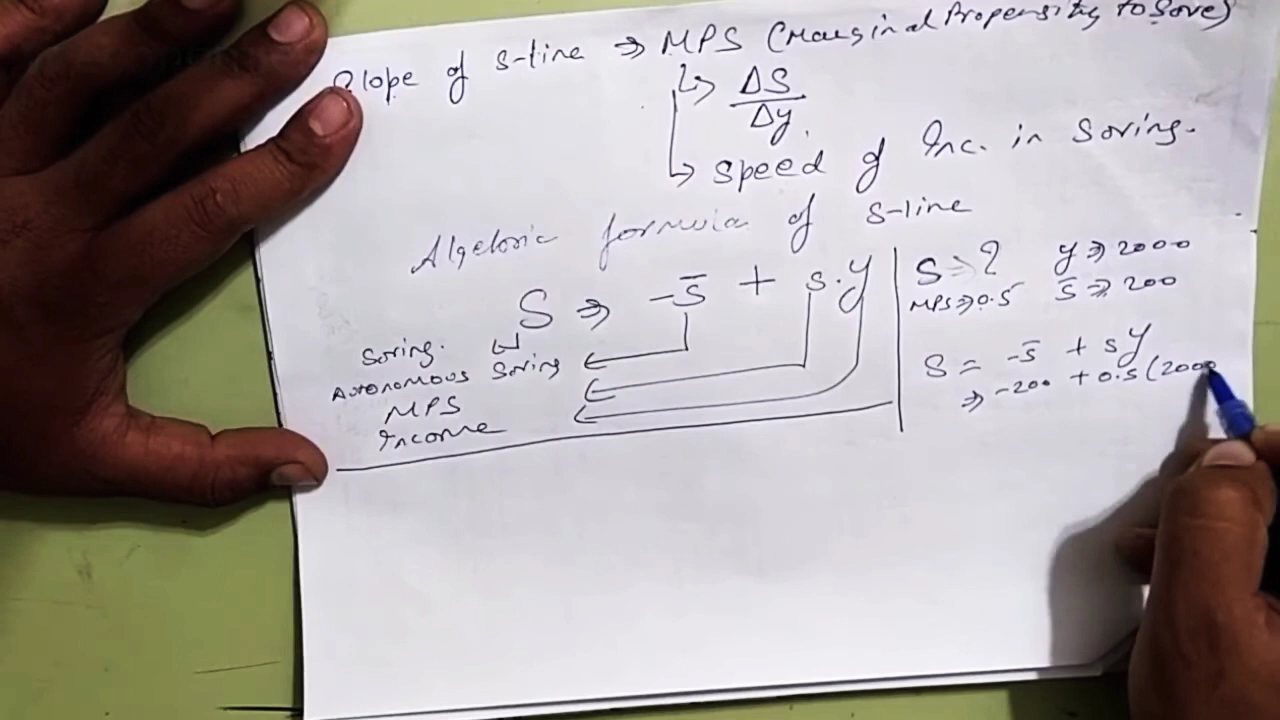 Slope of S-line ⇒ MPS (Marginal Propensity to Save)
↳ ΔS/Δy
↳ Speed of Inc. in Saving.
Algebric formula of S-line
S ⇒ -s̄ + s.y
Saving.
Autonomous Saving
MPS
Income
S ⇒ ? y ⇒ 2000
MPS ⇒ 0.5 s̄ ⇒ 200
S = -s̄ + sy
⇒ -200 + 0.5 (2000